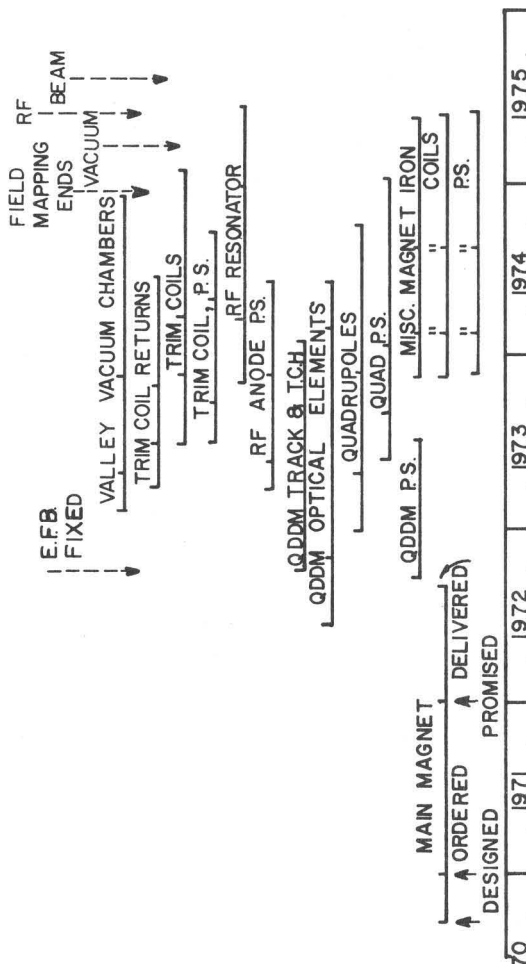 FIELD
MAPPING
ENDS
RF
BEAM
VACUUM
E.F.B.
FIXED
VALLEY VACUUM CHAMBERS
TRIM COIL RETURNS
TRIM COILS
TRIM COIL, P.S.
RF RESONATOR
RF ANODE P.S.
QDDM TRACK & T.C.H
QDDM OPTICAL ELEMENTS
QUADRUPOLES
QUAD P.S.
QDDM P.S.
MISC. MAGNET IRON
" " COILS
" " P.S.
MAIN MAGNET
ORDERED DELIVERED)
DESIGNED PROMISED
70 1971 1972 1973 1974 1975